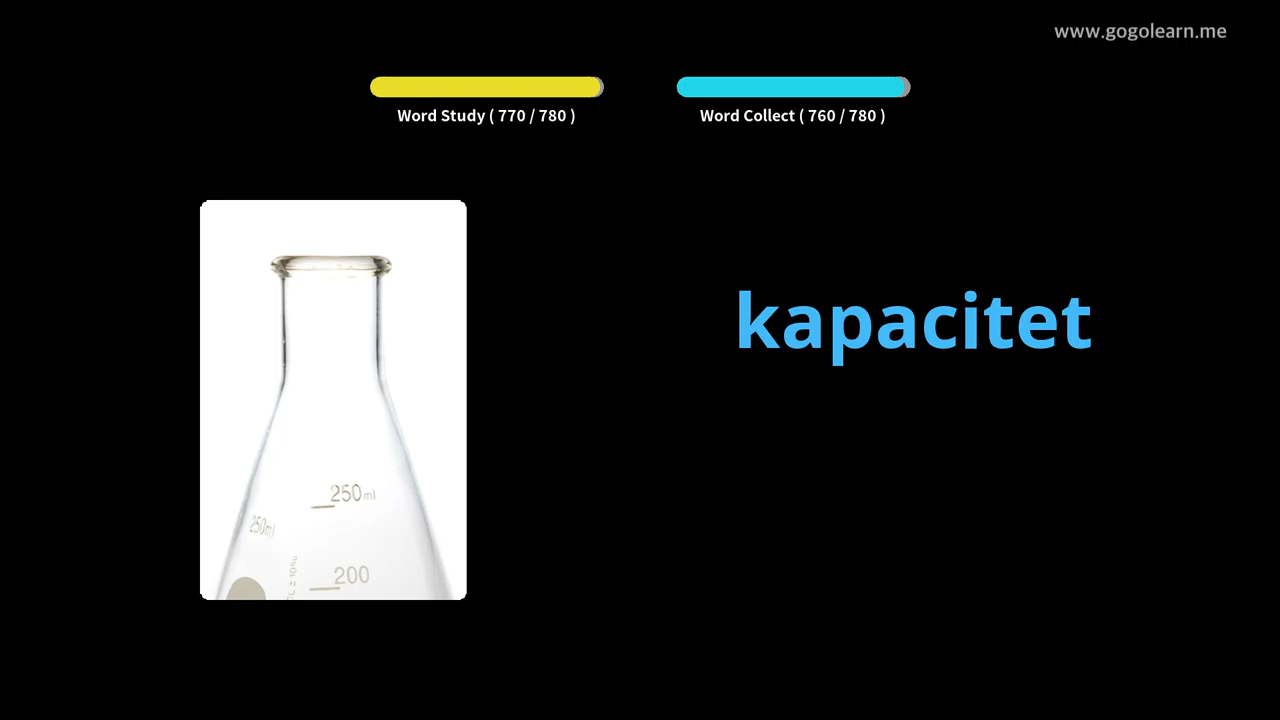 www.gogolearn.me
Word Study ( 770 / 780 )
Word Collect ( 760 / 780 )
kapacitet
250ml
250ml
200